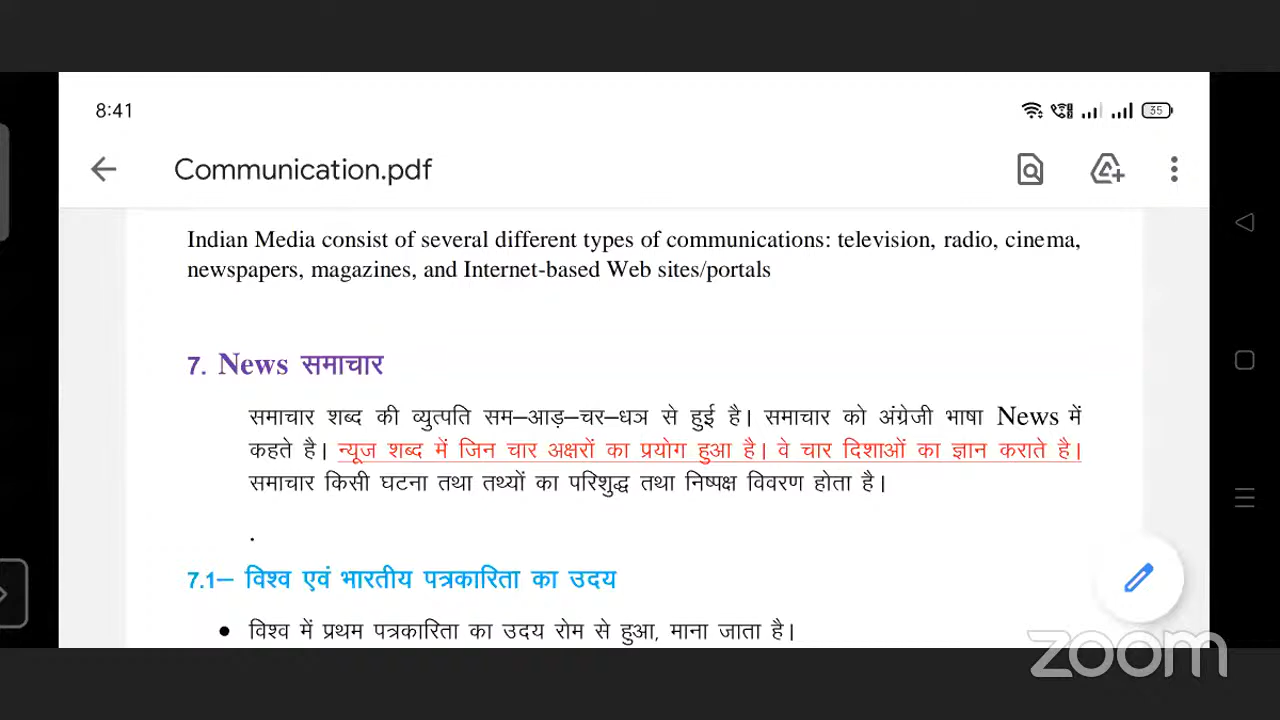 8:41
35
Communication.pdf
Indian Media consist of several different types of communications: television, radio, cinema,
newspapers, magazines, and Internet-based Web sites/portals
7. News समाचार
समाचार शब्द की व्युत्पति सम–आड़–चर–धञ से हुई है। समाचार को अंग्रेजी भाषा News में
कहते है। न्यूज शब्द में जिन चार अक्षरों का प्रयोग हुआ है। वे चार दिशाओं का ज्ञान कराते है।
समाचार किसी घटना तथा तथ्यों का परिशुद्ध तथा निष्पक्ष विवरण होता है।
.
7.1– विश्व एवं भारतीय पत्रकारिता का उदय
● विश्व में प्रथम पत्रकारिता का उदय रोम से हुआ, माना जाता है।
zoom